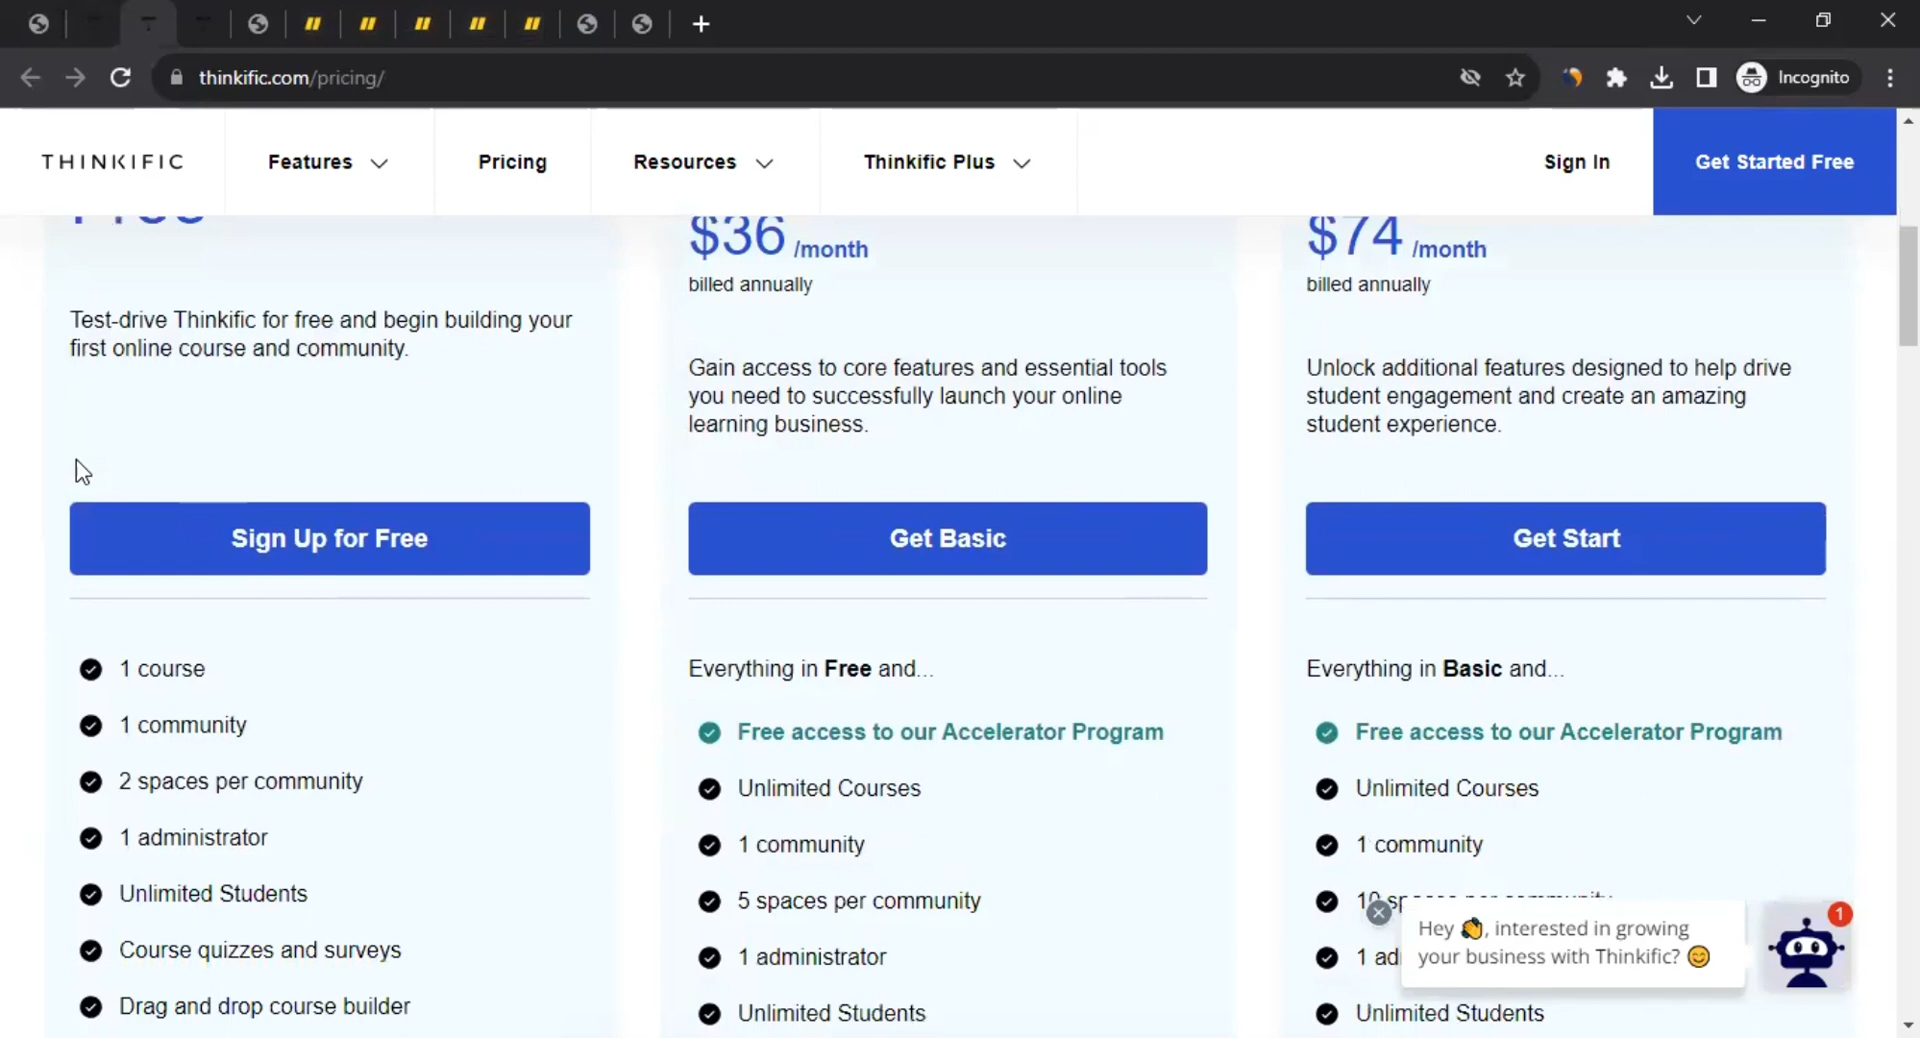 thinkific.com/pricing/
Incognito
THINKIFIC
Features
Pricing
Resources
Thinkific Plus
Sign In
Get Started Free
Free
Test-drive Thinkific for free and begin building your
first online course and community.
Sign Up for Free
1 course
1 community
2 spaces per community
1 administrator
Unlimited Students
Course quizzes and surveys
Drag and drop course builder
$36 /month
billed annually
Gain access to core features and essential tools
you need to successfully launch your online
learning business.
Get Basic
Everything in Free and...
Free access to our Accelerator Program
Unlimited Courses
1 community
5 spaces per community
1 administrator
Unlimited Students
$74 /month
billed annually
Unlock additional features designed to help drive
student engagement and create an amazing
student experience.
Get Start
Everything in Basic and...
Free access to our Accelerator Program
Unlimited Courses
1 community
10 spaces per community
1 ad
Unlimited Students
Hey 👏, interested in growing
your business with Thinkific? 😊
1